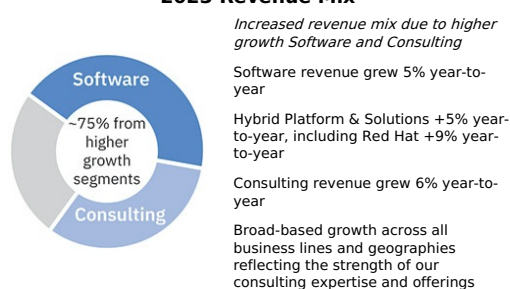 2023 Revenue Mix
Increased revenue mix due to higher
growth Software and Consulting
Software
~75% from
higher
growth
segments
Consulting
Software revenue grew 5% year-to-
year
Hybrid Platform & Solutions +5% year-
to-year, including Red Hat +9% year-
to-year
Consulting revenue grew 6% year-to-
year
Broad-based growth across all
business lines and geographies
reflecting the strength of our
consulting expertise and offerings